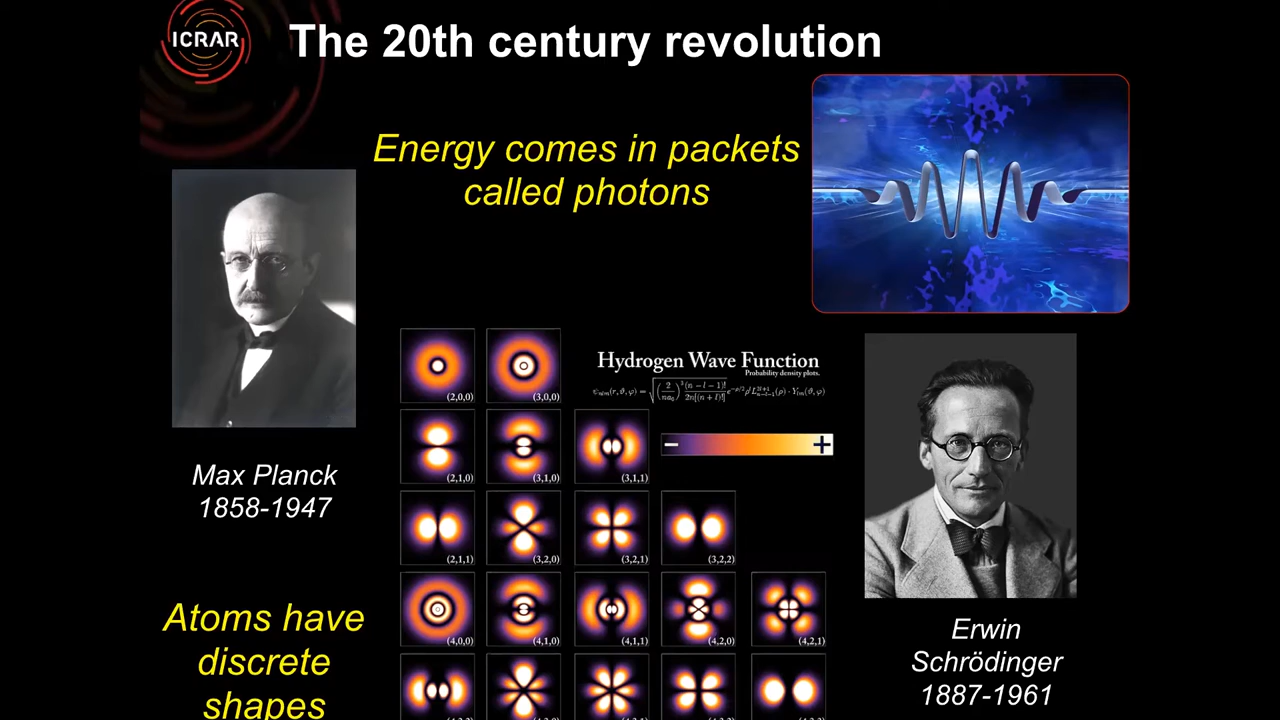 ICRAR
The 20th century revolution
Energy comes in packets
called photons
Max Planck
1858-1947
Hydrogen Wave Function
Probability density plots.
(2,0,0)
(3,0,0)
(2,1,0)
(3,1,0)
(3,1,1)
− +
(2,1,1)
(3,2,0)
(3,2,1)
(3,2,2)
(4,0,0)
(4,1,0)
(4,1,1)
(4,2,0)
(4,2,1)
Erwin
Schrödinger
1887-1961
Atoms have
discrete
shapes